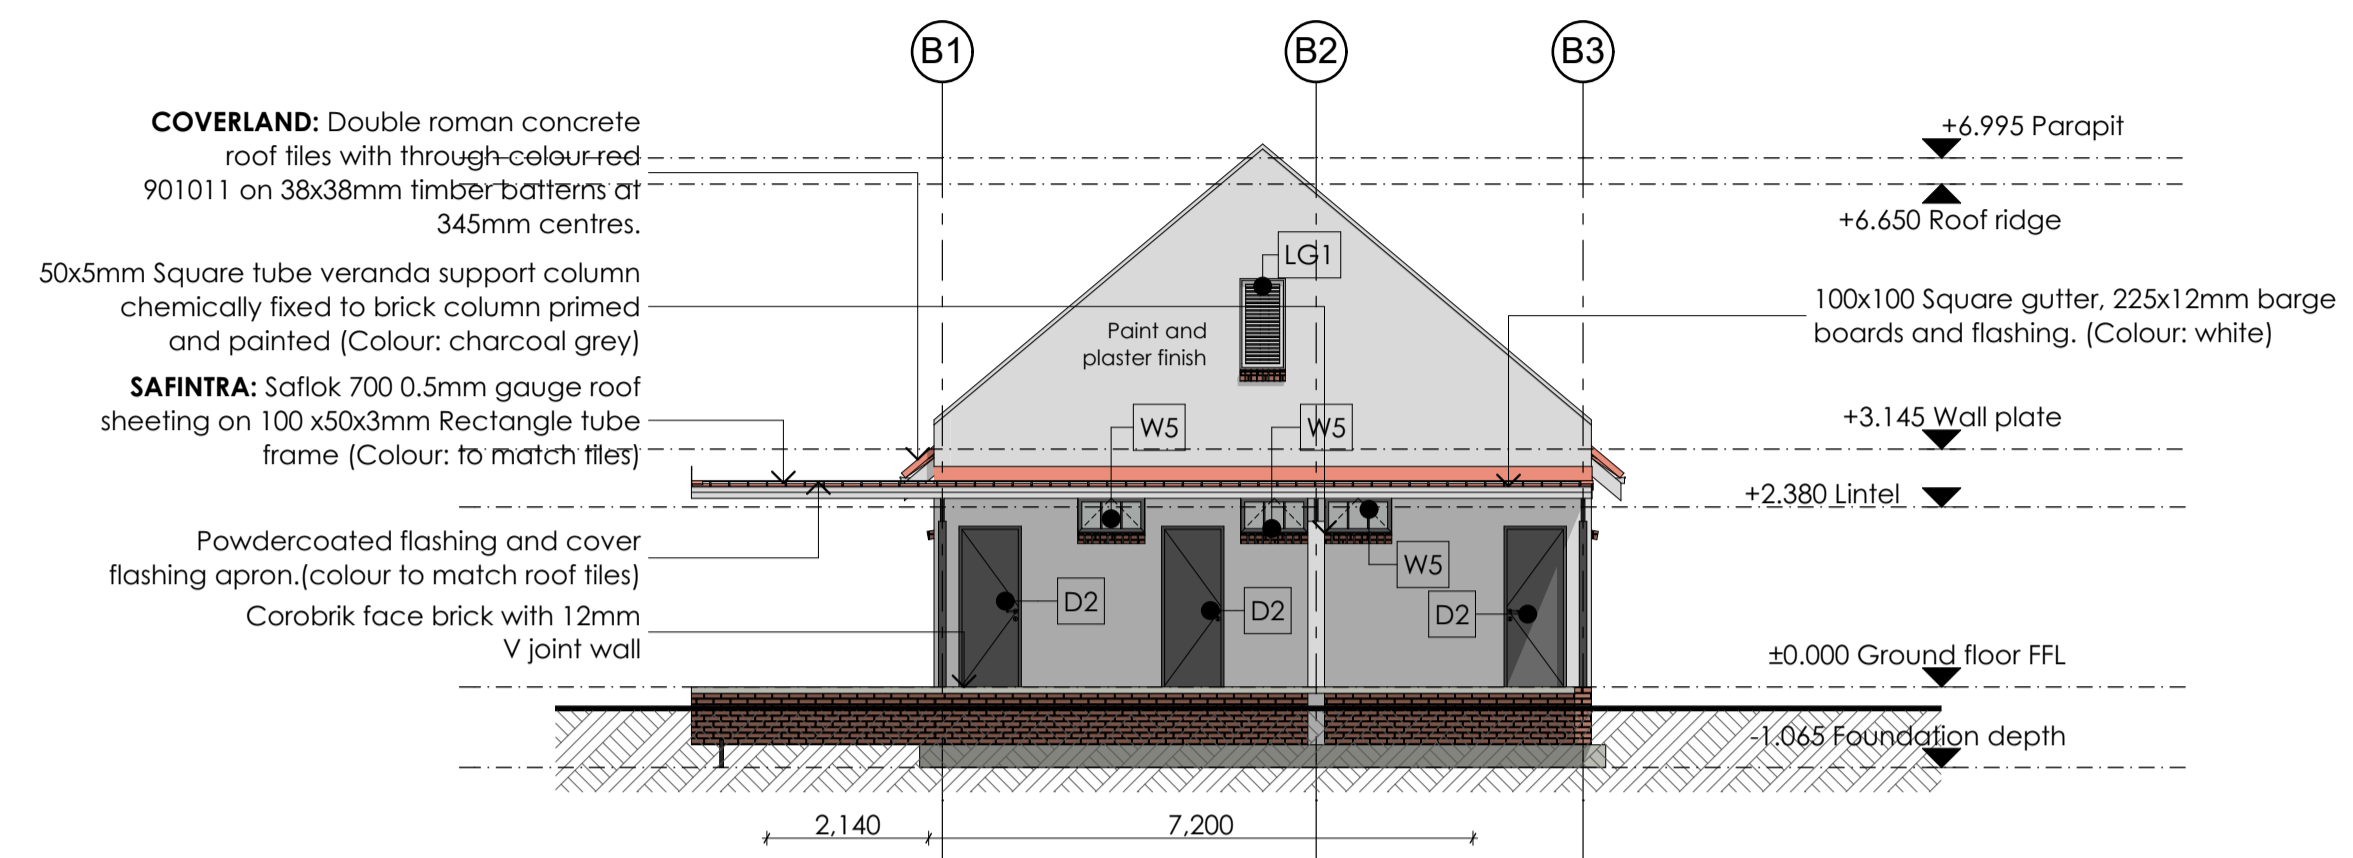 B1
B2
B3
COVERLAND: Double roman concrete
roof tiles with through colour red
901011 on 38x38mm timber batterns at
345mm centres.
50x5mm Square tube veranda support column
chemically fixed to brick column primed
and painted (Colour: charcoal grey)
SAFINTRA: Saflok 700 0.5mm gauge roof
sheeting on 100 x50x3mm Rectangle tube
frame (Colour: to match tiles)
Powdercoated flashing and cover
flashing apron.(colour to match roof tiles)
Corobrik face brick with 12mm
V joint wall
LG1
Paint and
plaster finish
W5
W5
W5
D2
D2
D2
+6.995 Parapit
+6.650 Roof ridge
100x100 Square gutter, 225x12mm barge
boards and flashing. (Colour: white)
+3.145 Wall plate
+2.380 Lintel
±0.000 Ground floor FFL
-1.065 Foundation depth
2,140
7,200